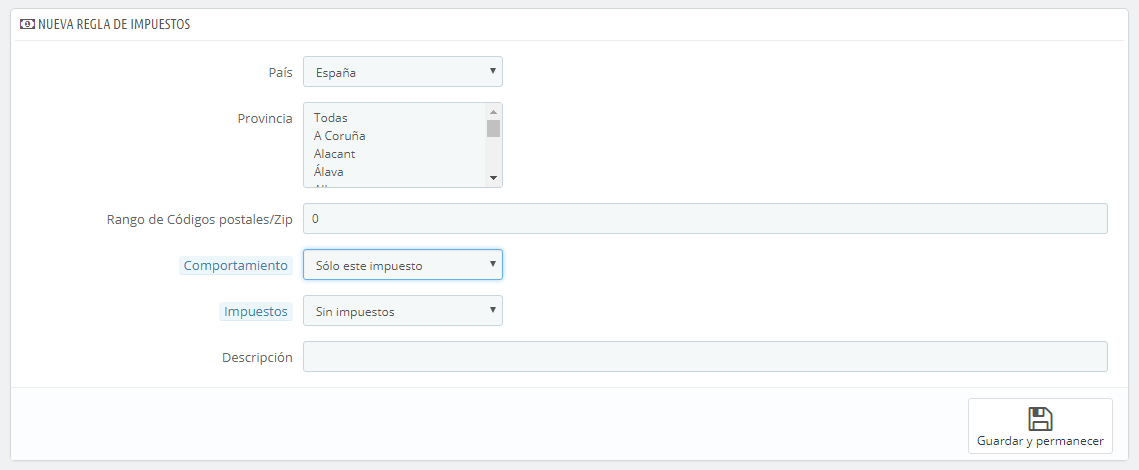 NUEVA REGLA DE IMPUESTOS
País España
Provincia
Todas
A Coruña
Alacant
Álava
Rango de Códigos postales/Zip 0
Comportamiento Sólo este impuesto
Impuestos Sin impuestos
Descripción
Guardar y permanecer